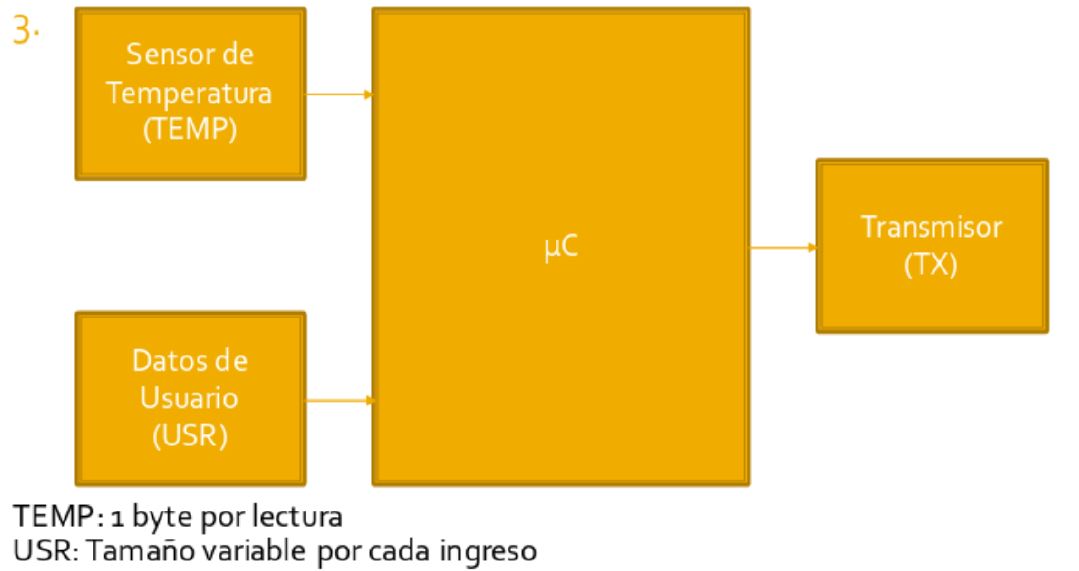 3.
Sensor de
Temperatura
(TEMP)
µC
Transmisor
(TX)
Datos de
Usuario
(USR)
TEMP: 1 byte por lectura
USR: Tamaño variable por cada ingreso